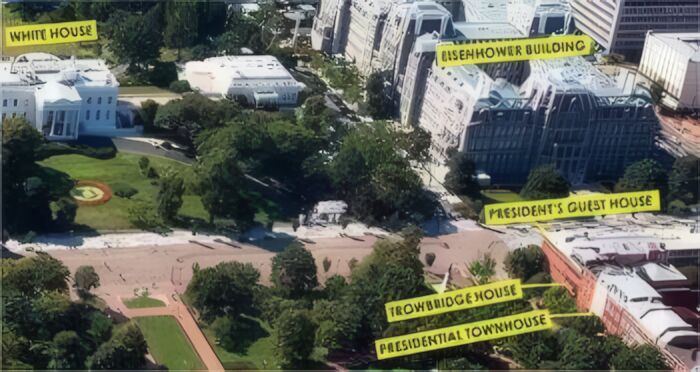 WHITE HOUSE
EISENHOWER BUILDING
PRESIDENT'S GUEST HOUSE
TROWBRIDGE HOUSE
PRESIDENTIAL TOWNHOUSE